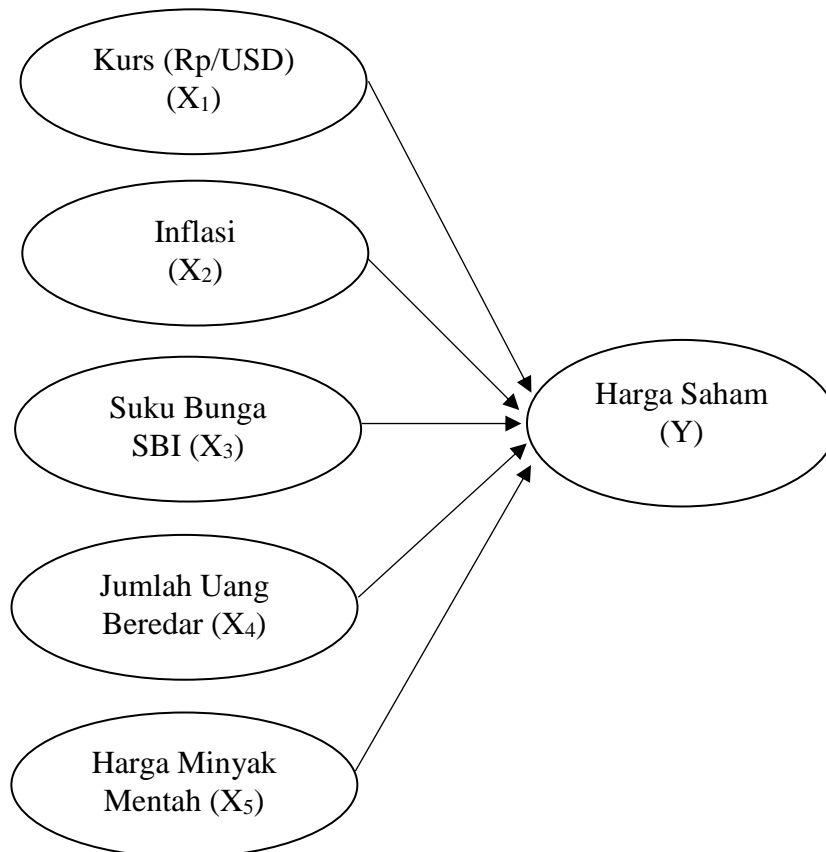 Kurs (Rp/USD)
(X₁)
Inflasi
(X₂)
Suku Bunga
SBI (X₃)
Harga Saham
(Y)
Jumlah Uang
Beredar (X₄)
Harga Minyak
Mentah (X₅)